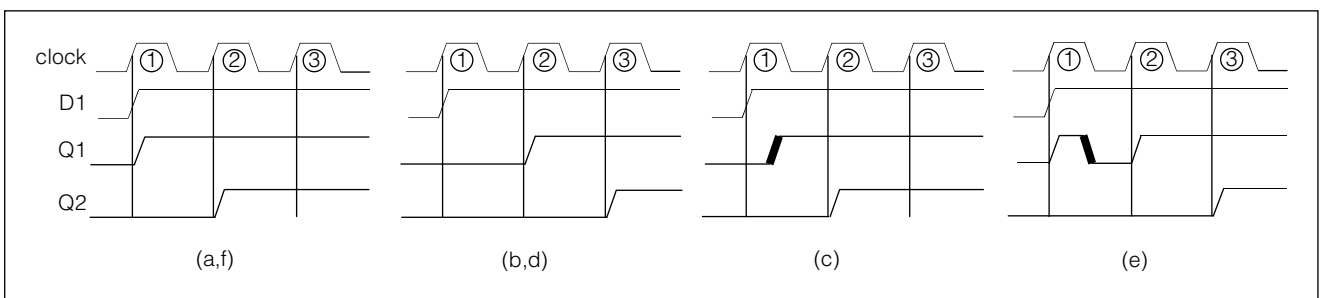 clock ① ② ③ ① ② ③ ① ② ③ ① ② ③
D1
Q1
Q2
(a,f) (b,d) (c) (e)